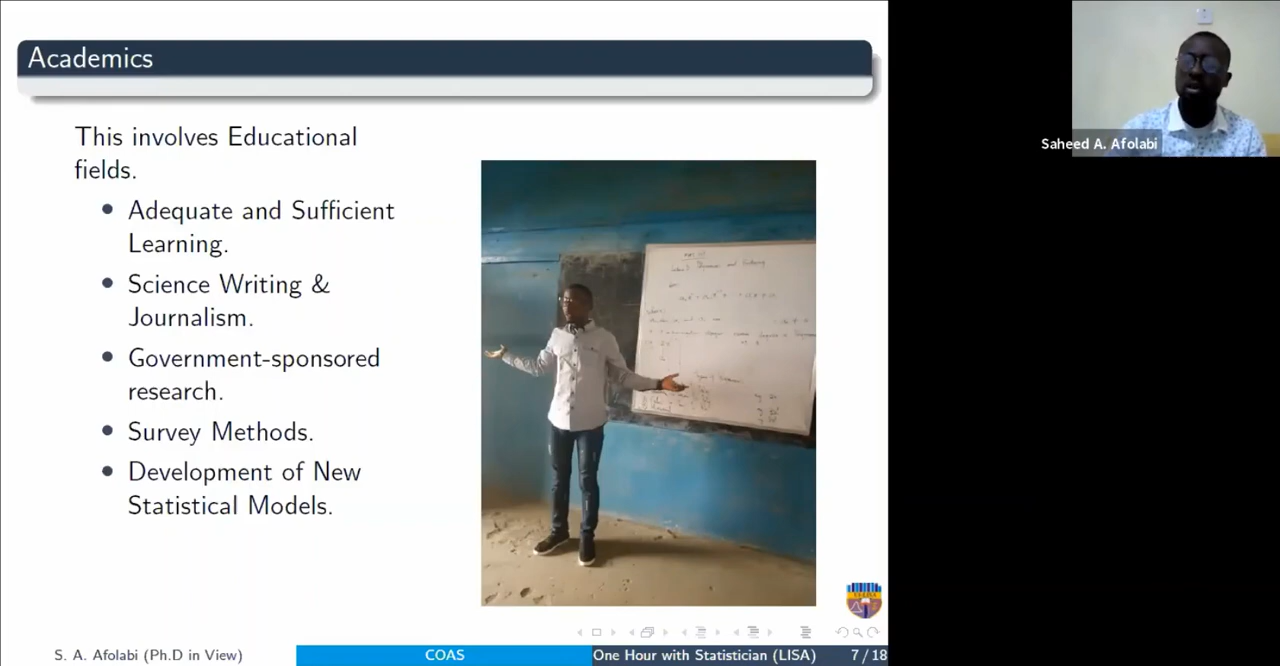 Academics
This involves Educational
fields.
Adequate and Sufficient
Learning.
Science Writing &
Journalism.
Government-sponsored
research.
Survey Methods.
Development of New
Statistical Models.
Saheed A. Afolabi
S. A. Afolabi (Ph.D in View)
COAS
One Hour with Statistician (LISA)
7 / 18